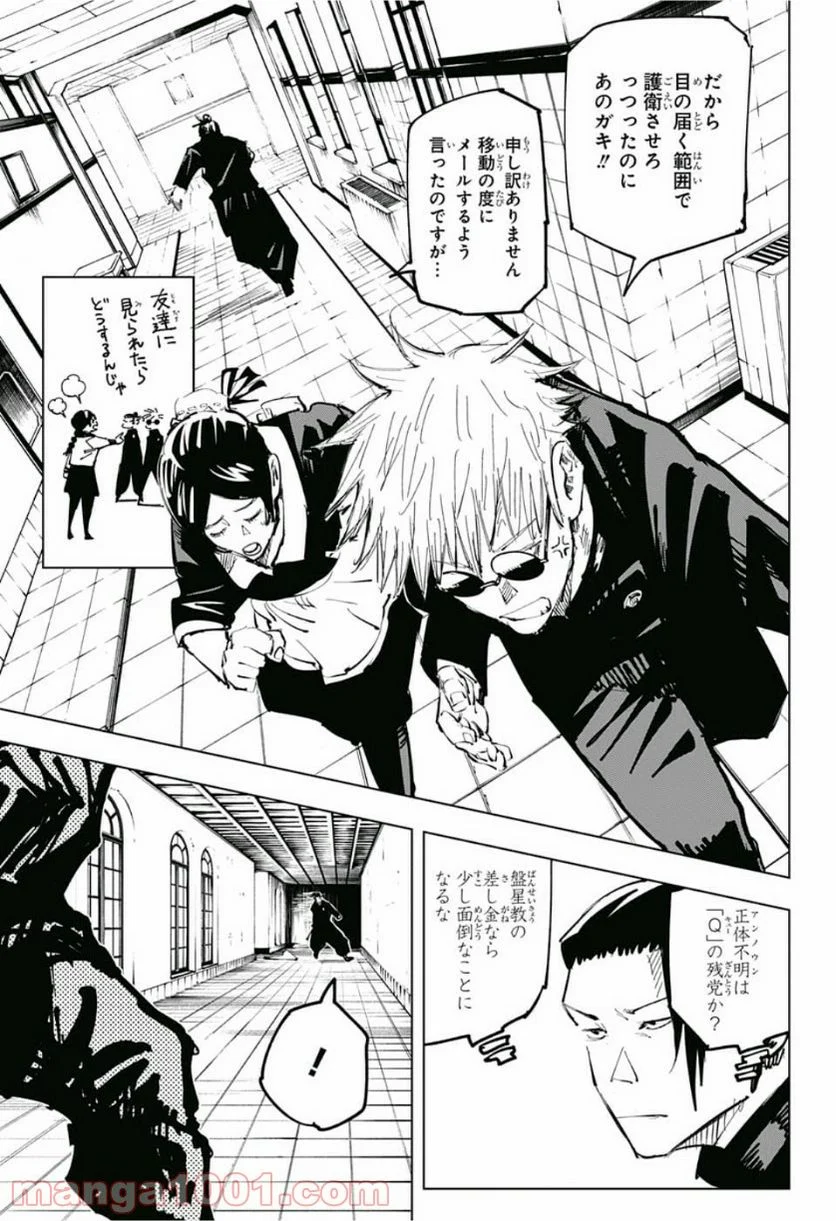 だから
目の届く範囲で
護衛させろ
っつったのに
あのガキ!!
申し訳ありません
移動の度に
メールするよう
言ったのですが…
友達に
見られたら
どうするんじゃ
正体不明は
「Q」の残党か？
盤星教の
差し金なら
少し面倒なことに
なるな
!
manga1001.com